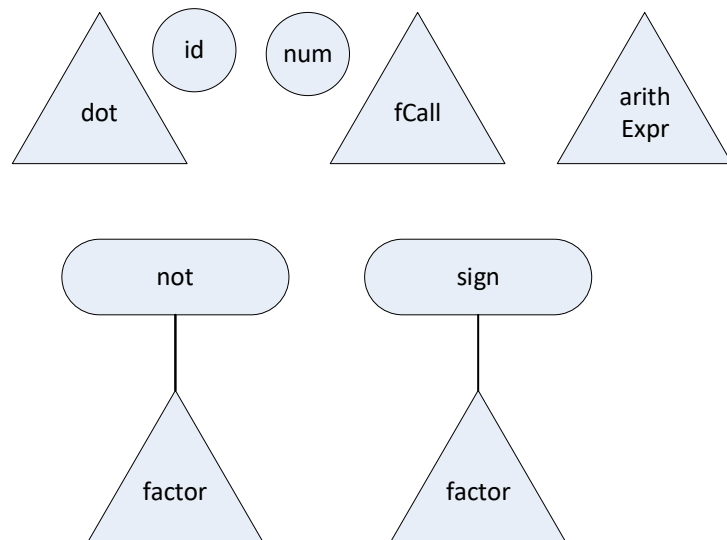 dot
id
num
fCall
arith
Expr
not
sign
factor
factor